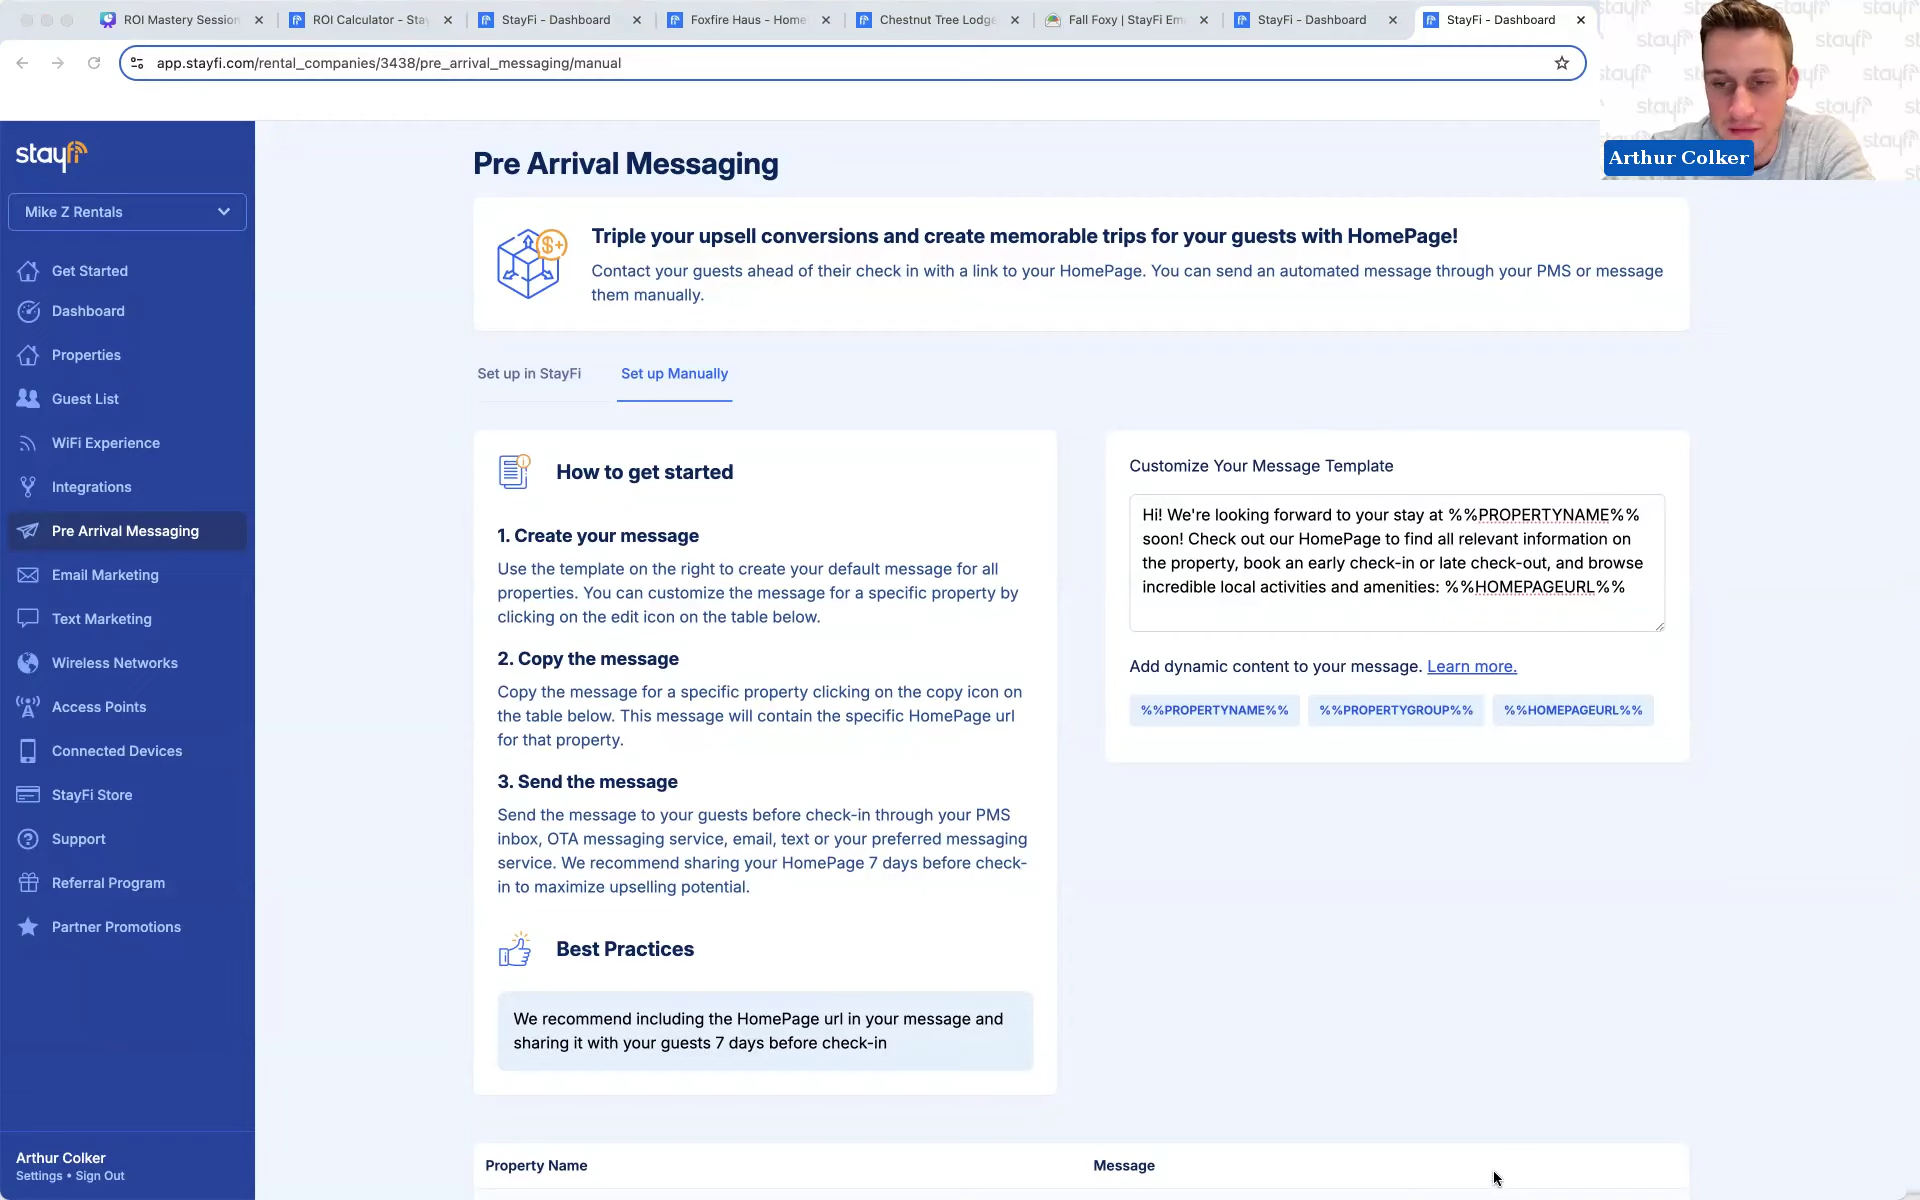 ROI Mastery Session
ROI Calculator - Stay
StayFi - Dashboard
Foxfire Haus - Home
Chestnut Tree Lodge
Fall Foxy | StayFi Em
StayFi - Dashboard
StayFi - Dashboard
app.stayfi.com/rental_companies/3438/pre_arrival_messaging/manual
Arthur Colker
stayfi
Mike Z Rentals
Get Started
Dashboard
Properties
Guest List
WiFi Experience
Integrations
Pre Arrival Messaging
Email Marketing
Text Marketing
Wireless Networks
Access Points
Connected Devices
StayFi Store
Support
Referral Program
Partner Promotions
Arthur Colker
Settings • Sign Out
Pre Arrival Messaging
Triple your upsell conversions and create memorable trips for your guests with HomePage!
Contact your guests ahead of their check in with a link to your HomePage. You can send an automated message through your PMS or message
them manually.
Set up in StayFi
Set up Manually
How to get started
1. Create your message
Use the template on the right to create your default message for all
properties. You can customize the message for a specific property by
clicking on the edit icon on the table below.
2. Copy the message
Copy the message for a specific property clicking on the copy icon on
the table below. This message will contain the specific HomePage url
for that property.
3. Send the message
Send the message to your guests before check-in through your PMS
inbox, OTA messaging service, email, text or your preferred messaging
service. We recommend sharing your HomePage 7 days before check-
in to maximize upselling potential.
Best Practices
We recommend including the HomePage url in your message and
sharing it with your guests 7 days before check-in
Customize Your Message Template
Hi! We're looking forward to your stay at %%PROPERTYNAME%%
soon! Check out our HomePage to find all relevant information on
the property, book an early check-in or late check-out, and browse
incredible local activities and amenities: %%HOMEPAGEURL%%
Add dynamic content to your message. Learn more.
%%PROPERTYNAME%%
%%PROPERTYGROUP%%
%%HOMEPAGEURL%%
Property Name
Message